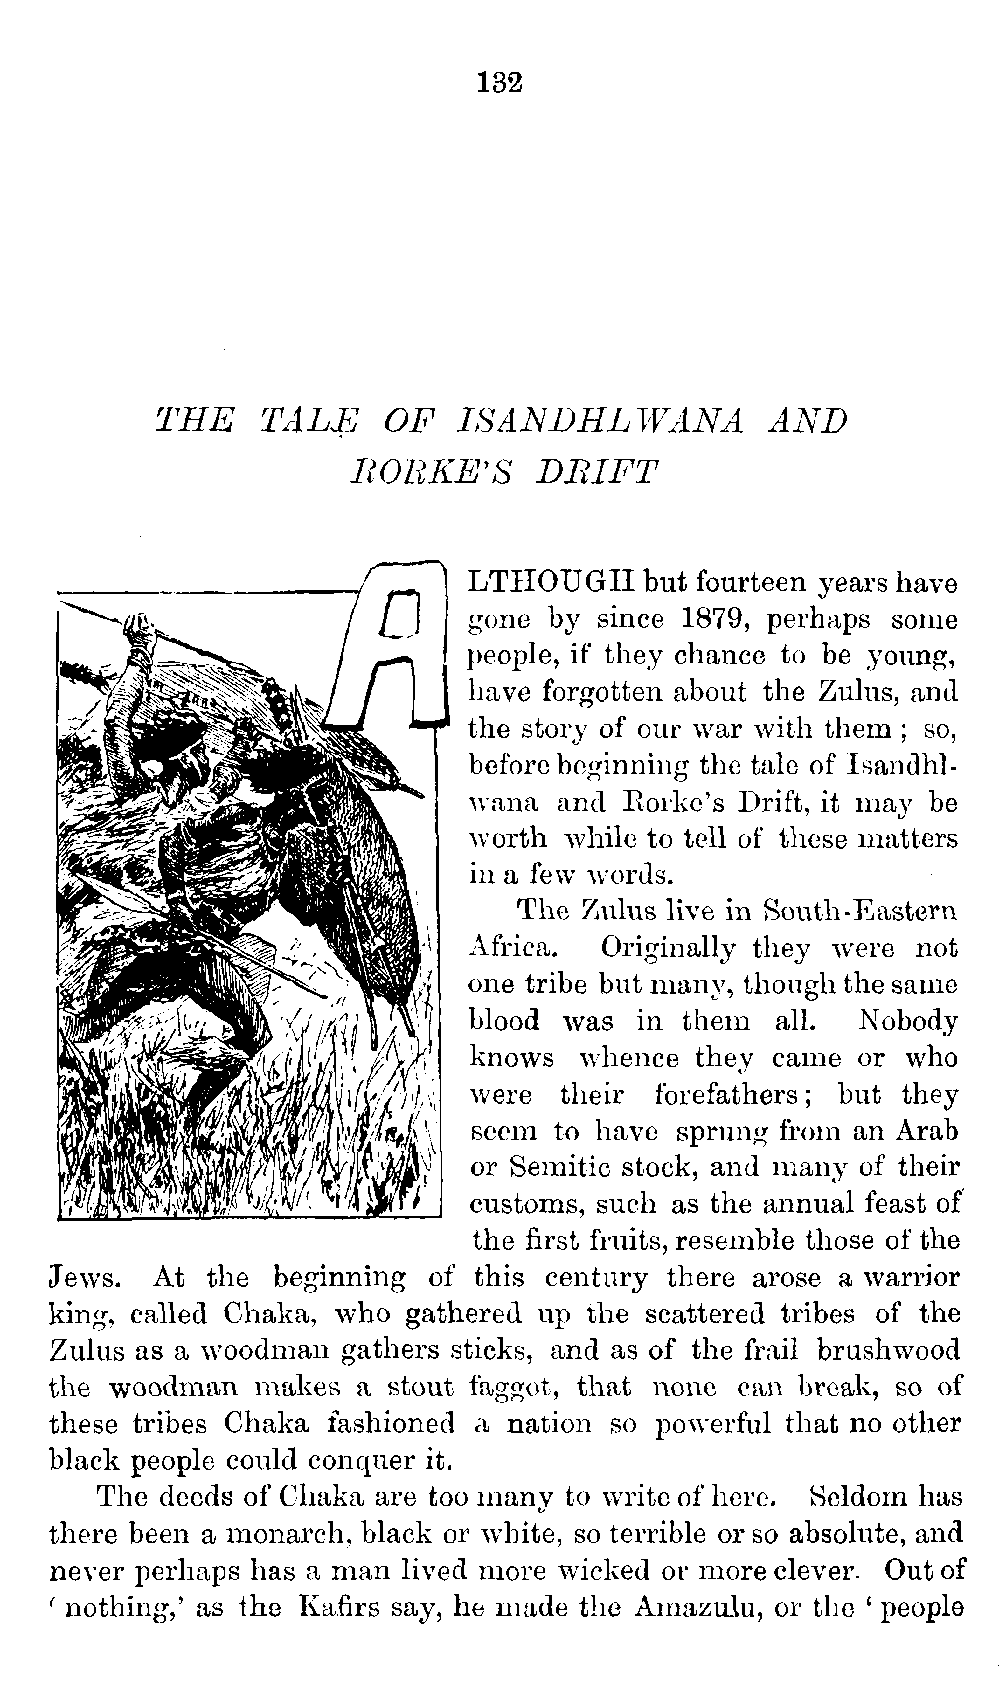 132
THE TALE OF ISANDHLWANA AND
RORKE'S DRIFT
ALTHOUGH but fourteen years have
gone by since 1879, perhaps some
people, if they chance to be young,
have forgotten about the Zulus, and
the story of our war with them ; so,
before beginning the tale of Isandhl-
wana and Rorke's Drift, it may be
worth while to tell of these matters
in a few words.
The Zulus live in South-Eastern
Africa. Originally they were not
one tribe but many, though the same
blood was in them all. Nobody
knows whence they came or who
were their forefathers; but they
seem to have sprung from an Arab
or Semitic stock, and many of their
customs, such as the annual feast of
the first fruits, resemble those of the
Jews. At the beginning of this century there arose a warrior
king, called Chaka, who gathered up the scattered tribes of the
Zulus as a woodman gathers sticks, and as of the frail brushwood
the woodman makes a stout faggot, that none can break, so of
these tribes Chaka fashioned a nation so powerful that no other
black people could conquer it.
The deeds of Chaka are too many to write of here. Seldom has
there been a monarch, black or white, so terrible or so absolute, and
never perhaps has a man lived more wicked or more clever. Out of
‘ nothing,’ as the Kafirs say, he made the Amazulu, or the ‘ people